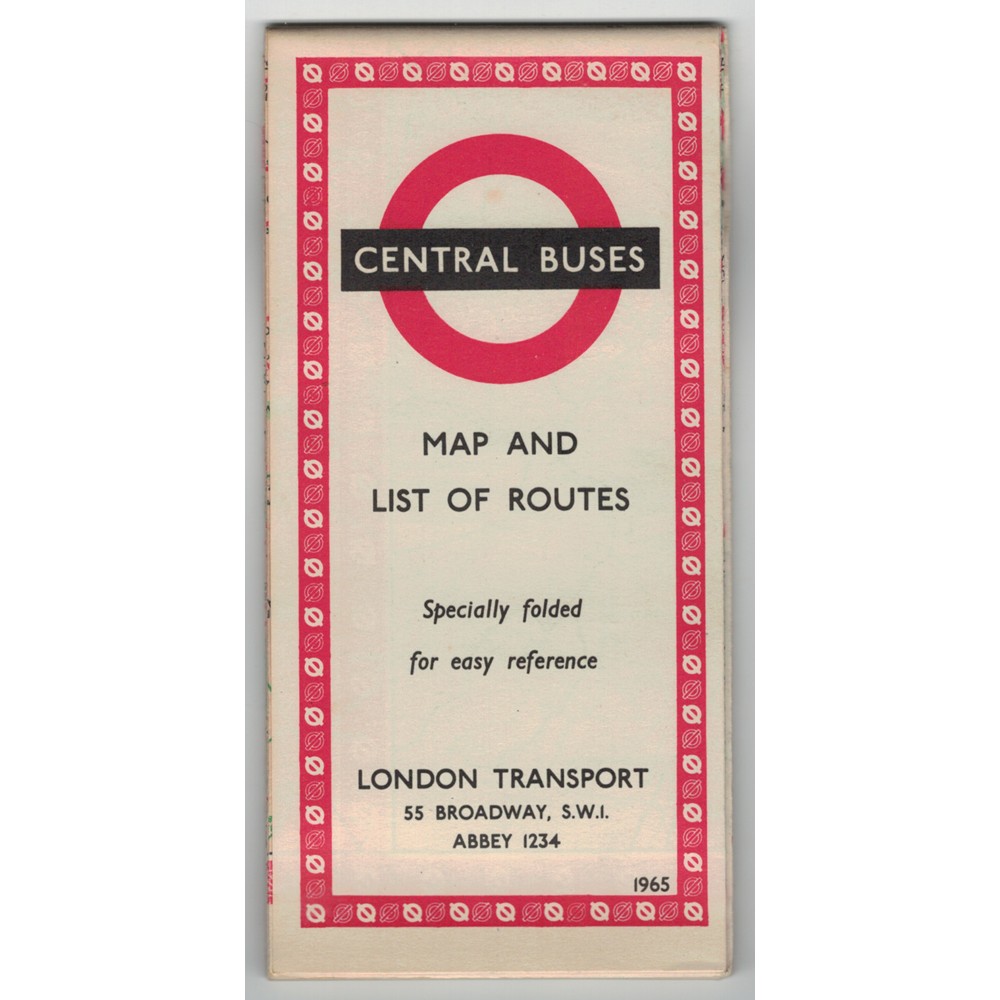 CENTRAL BUSES
MAP AND
LIST OF ROUTES
Specially folded
for easy reference
LONDON TRANSPORT
55 BROADWAY, S.W.1.
ABBEY 1234
1965